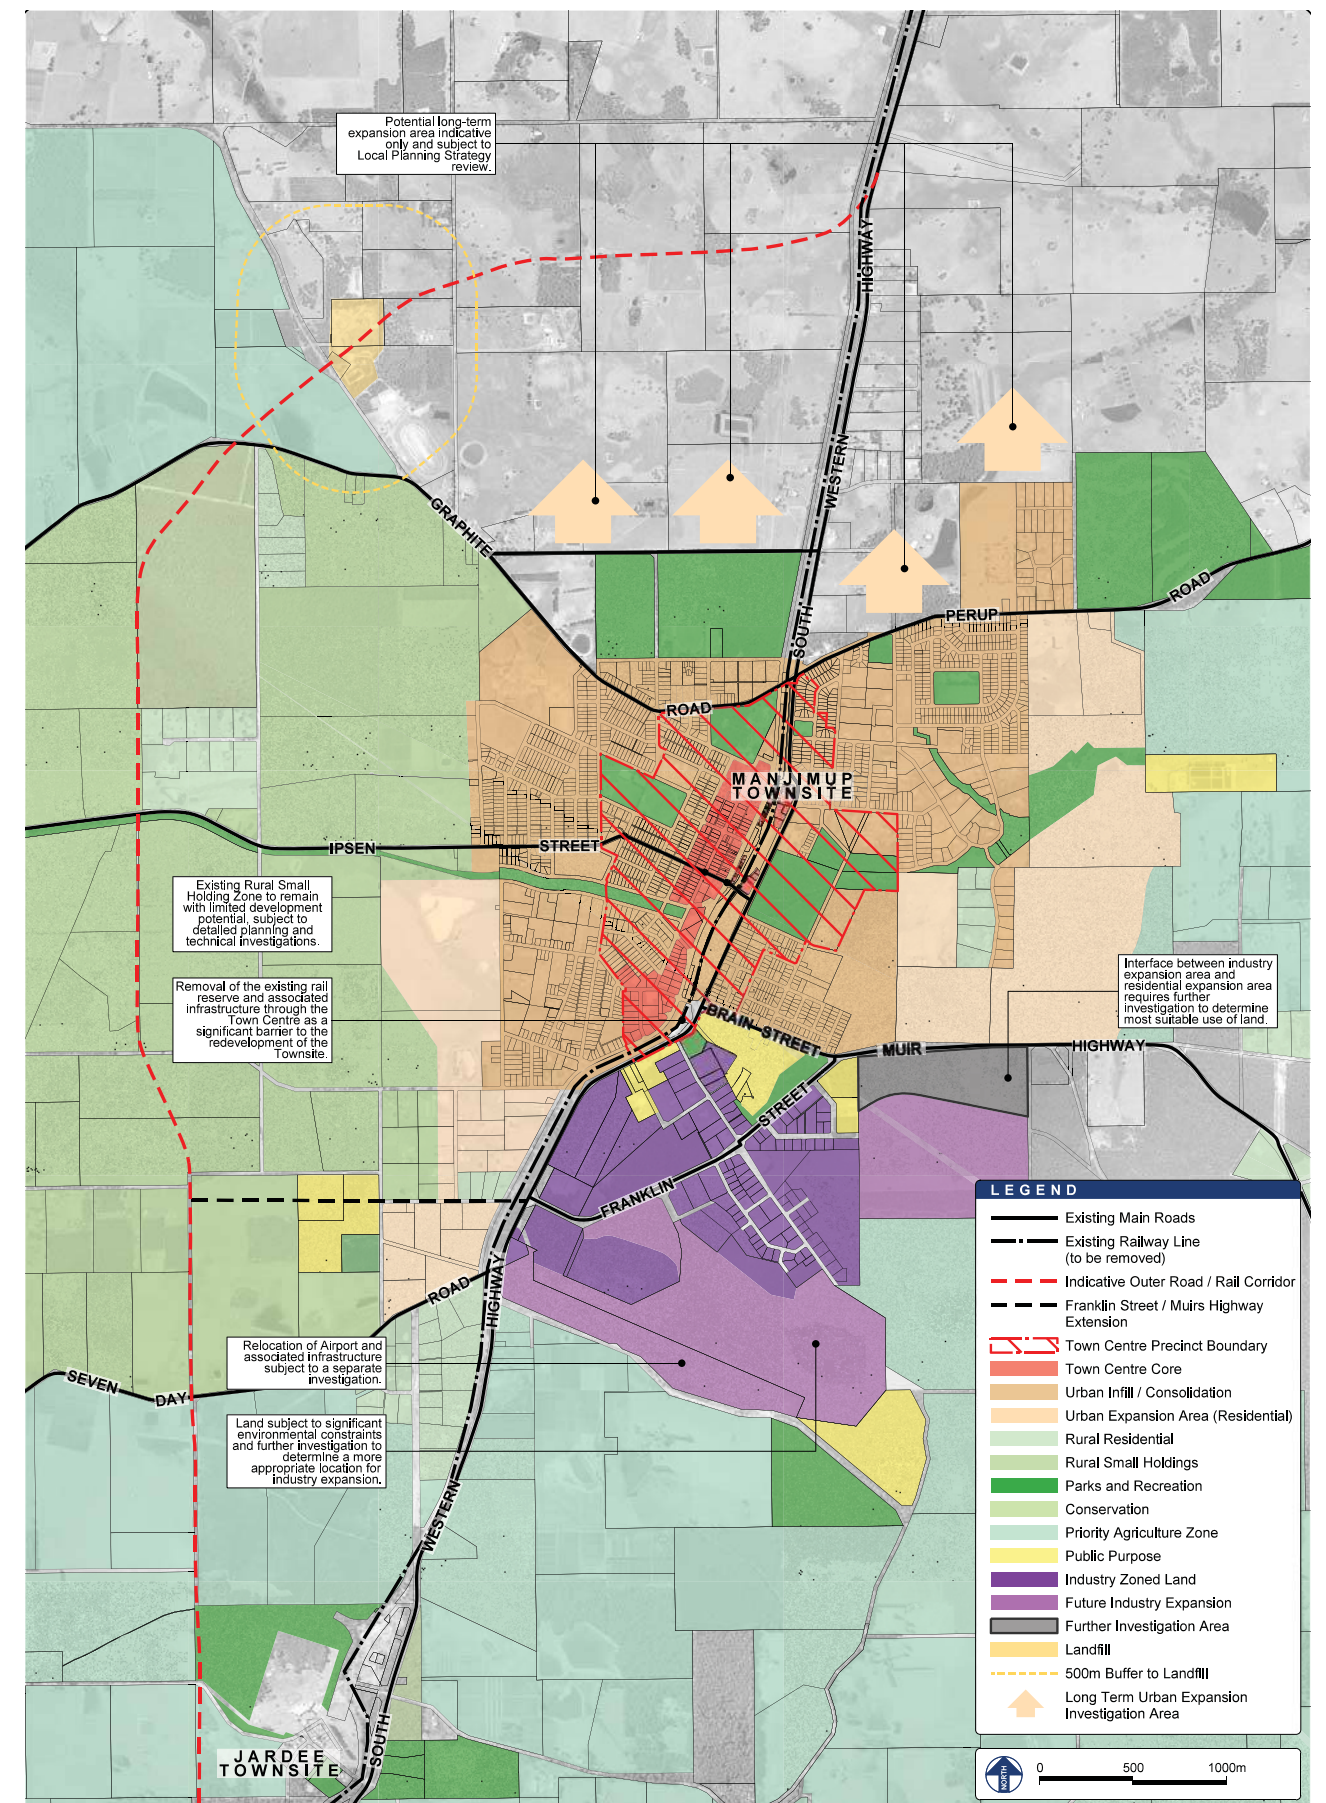 Potential long-term
expansion area indicative
only and subject to
Local Planning Strategy
review.
HIGHWAY
WESTERN
SOUTH
GRAPHITE
ROAD
PERUP
ROAD
MANJIMUP
TOWNSITE
IPSEN
STREET
Existing Rural Small
Holding Zone to remain
with limited development
potential, subject to
detailed planning and
technical investigations.
Removal of the existing rail
reserve and associated
infrastructure through the
Town Centre as a
significant barrier to the
redevelopment of the
Townsite.
Interface between industry
expansion area and
residential expansion area
requires further
investigation to determine
most suitable use of land.
BRAIN STREET
MUIR
HIGHWAY
STREET
FRANKLIN
ROAD
HIGHWAY
SEVEN
DAY
Relocation of Airport and
associated infrastructure
subject to a separate
investigation.
Land subject to significant
environmental constraints
and further investigation to
determine a more
appropriate location for
industry expansion.
WESTERN
SOUTH
JARDEE
TOWNSITE
LEGEND
Existing Main Roads
Existing Railway Line
(to be removed)
Indicative Outer Road / Rail Corridor
Franklin Street / Muirs Highway
Extension
Town Centre Precinct Boundary
Town Centre Core
Urban Infill / Consolidation
Urban Expansion Area (Residential)
Rural Residential
Rural Small Holdings
Parks and Recreation
Conservation
Priority Agriculture Zone
Public Purpose
Industry Zoned Land
Future Industry Expansion
Further Investigation Area
Landfill
500m Buffer to Landfill
Long Term Urban Expansion
Investigation Area
NORTH
0 500 1000m